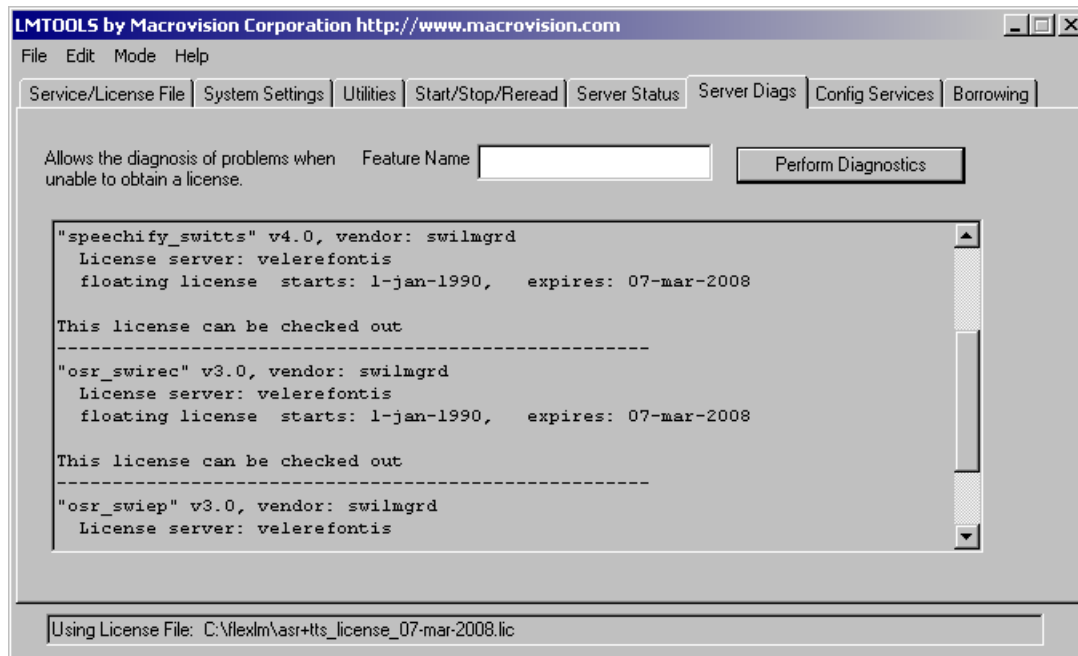 LMTOOLS by Macrovision Corporation http://www.macrovision.com
File Edit Mode Help
Service/License File System Settings Utilities Start/Stop/Reread Server Status Server Diags Config Services Borrowing
Allows the diagnosis of problems when
unable to obtain a license.
Feature Name
Perform Diagnostics
"speechify_switts" v4.0, vendor: swilmgrd
License server: velerefontis
floating license starts: 1-jan-1990, expires: 07-mar-2008
This license can be checked out
-----------------------------------------------------
"osr_swirec" v3.0, vendor: swilmgrd
License server: velerefontis
floating license starts: 1-jan-1990, expires: 07-mar-2008
This license can be checked out
-----------------------------------------------------
"osr_swiep" v3.0, vendor: swilmgrd
License server: velerefontis
Using License File: C:\flexlm\asr+tts_license_07-mar-2008.lic